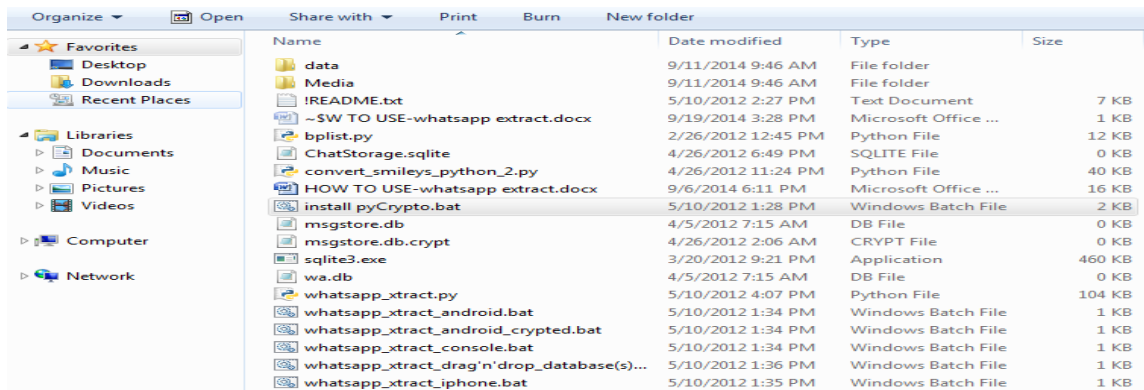 Organize Open Share with Print Burn New folder
Favorites
Desktop
Downloads
Recent Places
Libraries
Documents
Music
Pictures
Videos
Computer
Network
Name Date modified Type Size
data 9/11/2014 9:46 AM File folder
Media 9/11/2014 9:46 AM File folder
!README.txt 5/10/2012 2:27 PM Text Document 7 KB
~$W TO USE-whatsapp extract.docx 9/19/2014 3:28 PM Microsoft Office ... 1 KB
bplist.py 2/26/2012 12:45 PM Python File 12 KB
ChatStorage.sqlite 4/26/2012 6:49 PM SQLITE File 0 KB
convert_smileys_python_2.py 4/26/2012 11:24 PM Python File 40 KB
HOW TO USE-whatsapp extract.docx 9/6/2014 6:11 PM Microsoft Office ... 16 KB
install pyCrypto.bat 5/10/2012 1:28 PM Windows Batch File 2 KB
msgstore.db 4/5/2012 7:15 AM DB File 0 KB
msgstore.db.crypt 4/26/2012 2:06 AM CRYPT File 0 KB
sqlite3.exe 3/20/2012 9:21 PM Application 460 KB
wa.db 4/5/2012 7:15 AM DB File 0 KB
whatsapp_xtract.py 5/10/2012 4:07 PM Python File 104 KB
whatsapp_xtract_android.bat 5/10/2012 1:34 PM Windows Batch File 1 KB
whatsapp_xtract_android_crypted.bat 5/10/2012 1:34 PM Windows Batch File 1 KB
whatsapp_xtract_console.bat 5/10/2012 1:34 PM Windows Batch File 1 KB
whatsapp_xtract_drag'n'drop_database(s)... 5/10/2012 1:36 PM Windows Batch File 1 KB
whatsapp_xtract_iphone.bat 5/10/2012 1:35 PM Windows Batch File 1 KB